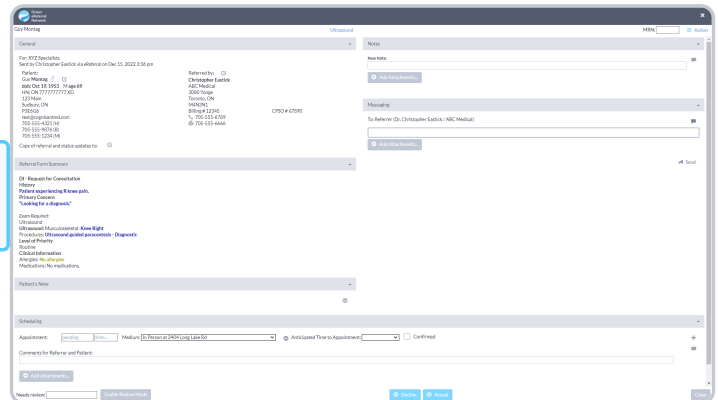 Ocean
eReferral
Network
Guy Montag
Ultrasound
MRN:
Action
General
For: XYZ Specialists
Sent by Christopher Eastick via eReferral on Dec 15, 2022 3:36 pm
Patient:
Guy Montag
dob: Oct 19, 1953 M age 69
HN: ON 7777777777 XD
123 Main
Sudbury, ON
P3E6G6
test@cognisantmd.com
705-555-4321 (H)
705-555-9876 (B)
705-555-1234 (M)
Referred by:
Christopher Eastick
ABC Medical
3080 Yonge
Toronto, ON
M4N3N1
Billing # 12345 CPSO # 67890
705-555-6789
705-555-6666
Copy of referral and status updates to:
Referral Form Summary
DI - Request for Consultation
History
Patient experiencing R knee pain.
Primary Concern
"Looking for a diagnosis."
Exam Required:
Ultrasound
Ultrasound: Musculoskeletal: Knee Right
Procedures: Ultrasound guided paracentesis - Diagnostic
Level of Priority
Routine
Clinical Information
Allergies: No allergies
Medications: No medications.
Patient's Note
Notes
New Note:
Add Attachments...
Messaging
To: Referrer (Dr. Christopher Eastick / ABC Medical)
Add Attachments...
Send
Scheduling
Appointment: pending time... Medium: In Person at 2404 Long Lake Rd Anticipated Time to Appointment: Confirmed
Comments for Referrer and Patient:
Add Attachments...
Needs review: Enable Review Mode Decline Accept Close